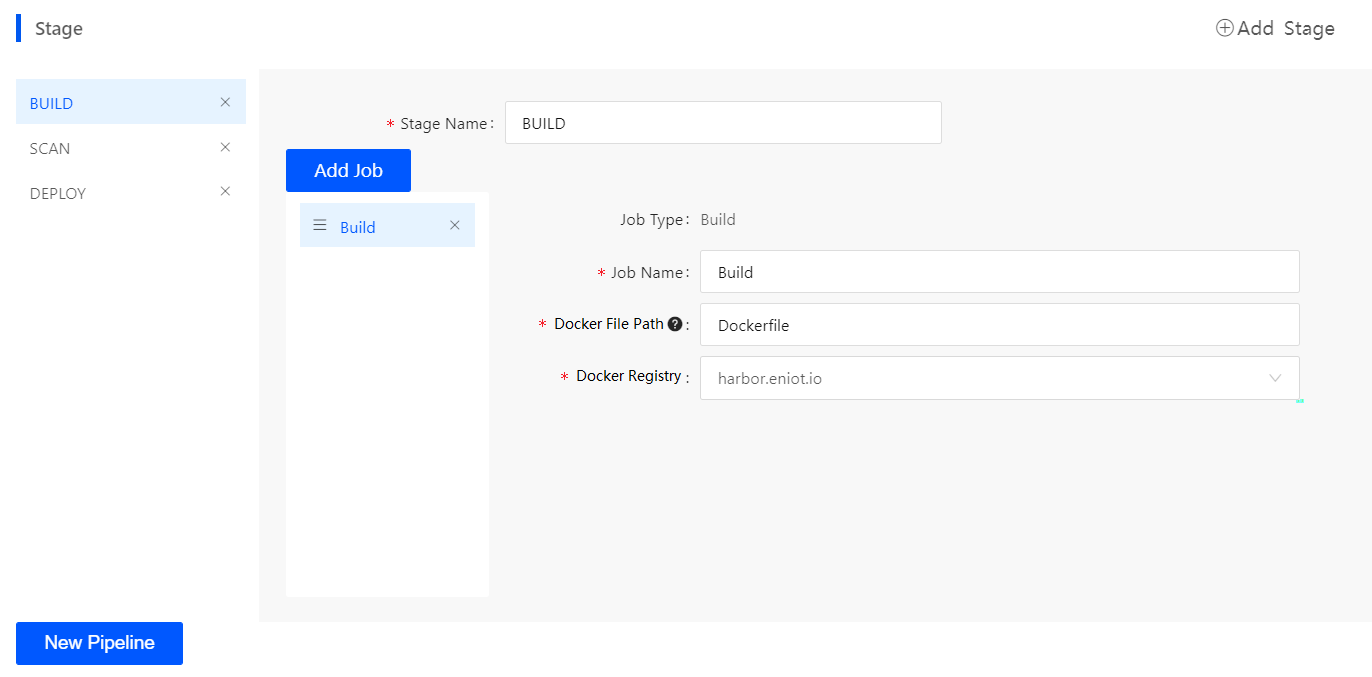 Stage
Add Stage
BUILD
SCAN
DEPLOY
* Stage Name: BUILD
Add Job
Build
Job Type: Build
* Job Name: Build
* Docker File Path ? : Dockerfile
* Docker Registry : harbor.eniot.io
New Pipeline